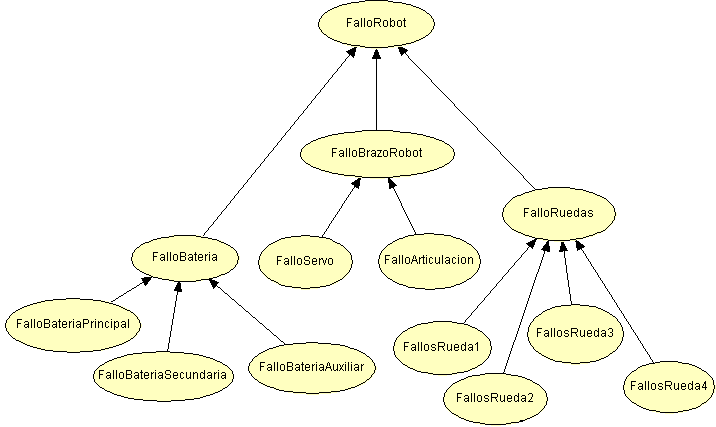 FalloRobot
FalloBrazoRobot
FalloRuedas
FalloBateria
FalloServo
FalloArticulacion
FalloBateriaPrincipal
FallosRueda3
FallosRueda1
FalloBateriaAuxiliar
FalloBateriaSecundaria
FallosRueda4
FallosRueda2